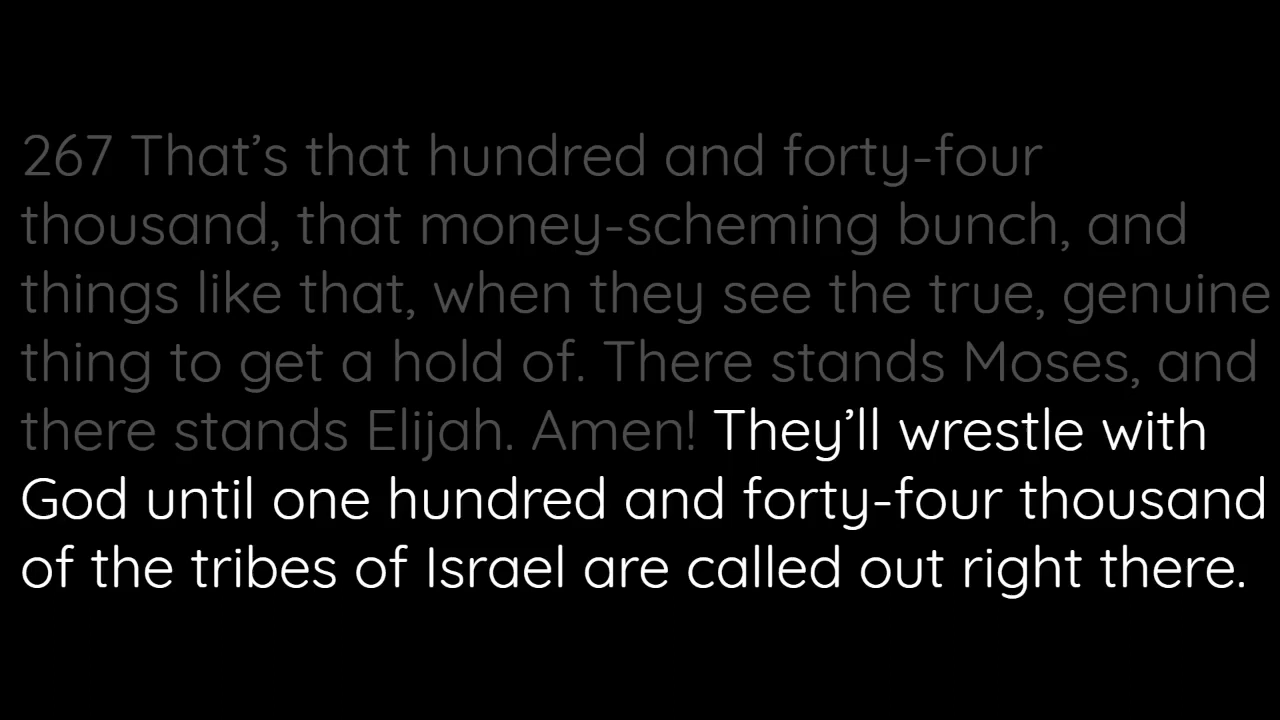 267 That’s that hundred and forty-four
thousand, that money-scheming bunch, and
things like that, when they see the true, genuine
thing to get a hold of. There stands Moses, and
there stands Elijah. Amen! They’ll wrestle with
God until one hundred and forty-four thousand
of the tribes of Israel are called out right there.